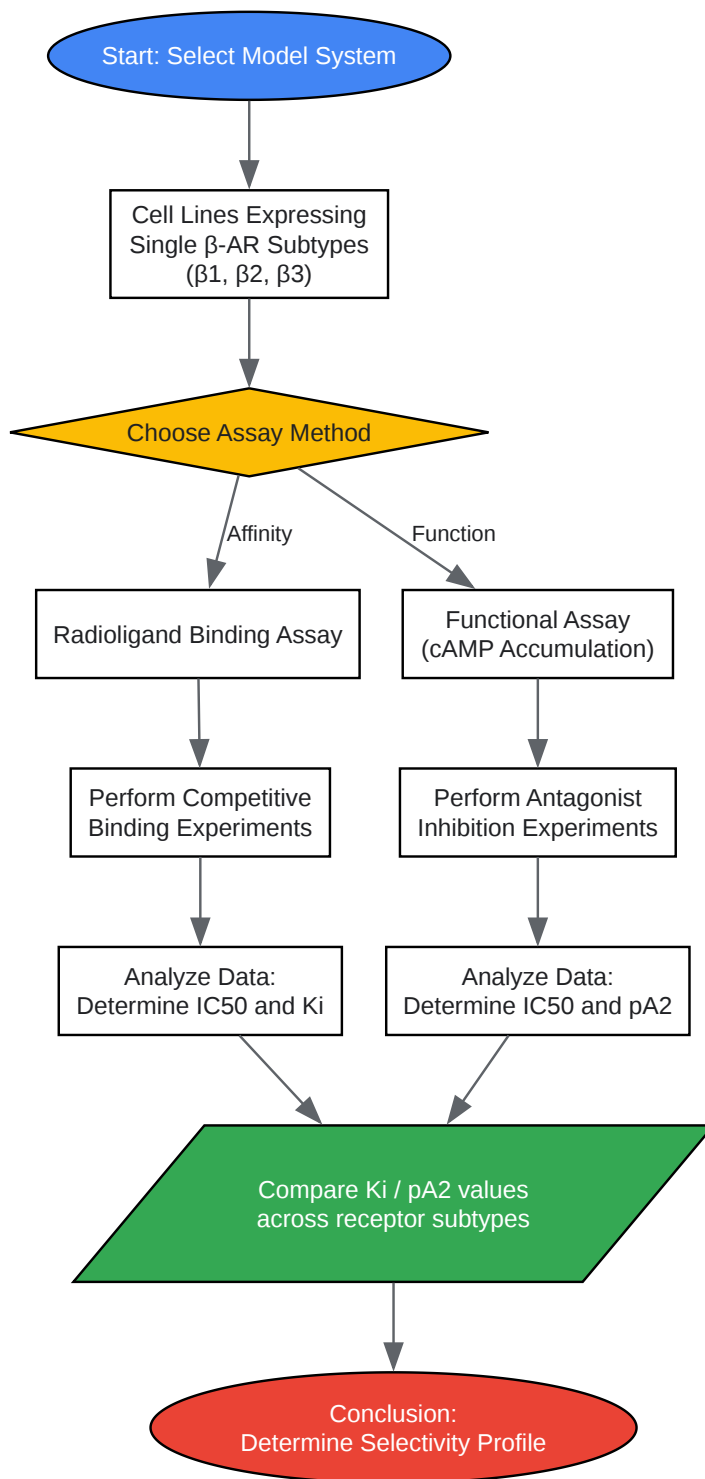 Start: Select Model System
Cell Lines Expressing
Single β-AR Subtypes
(β1, β2, β3)
Choose Assay Method
Affinity
Function
Radioligand Binding Assay
Functional Assay
(cAMP Accumulation)
Perform Competitive
Binding Experiments
Perform Antagonist
Inhibition Experiments
Analyze Data:
Determine IC50 and Ki
Analyze Data:
Determine IC50 and pA2
Compare Ki / pA2 values
across receptor subtypes
Conclusion:
Determine Selectivity Profile